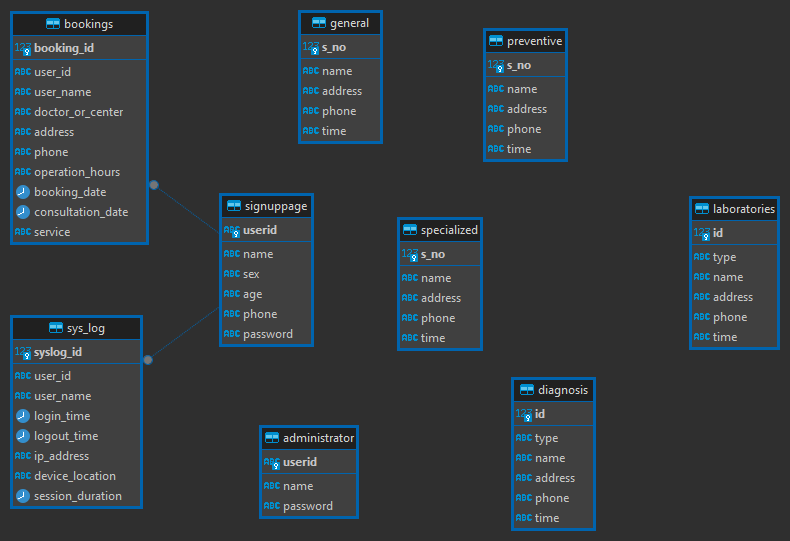 bookings
123 booking_id
ABC user_id
ABC user_name
ABC doctor_or_center
ABC address
ABC phone
ABC operation_hours
booking_date
consultation_date
ABC service
general
123 s_no
ABC name
ABC address
ABC phone
ABC time
preventive
123 s_no
ABC name
ABC address
ABC phone
ABC time
signuppage
ABC userid
ABC name
ABC sex
ABC age
ABC phone
ABC password
specialized
123 s_no
ABC name
ABC address
ABC phone
ABC time
laboratories
123 id
ABC type
ABC name
ABC address
ABC phone
ABC time
sys_log
123 syslog_id
ABC user_id
ABC user_name
login_time
logout_time
ABC ip_address
ABC device_location
session_duration
administrator
ABC userid
ABC name
ABC password
diagnosis
123 id
ABC type
ABC name
ABC address
ABC phone
ABC time